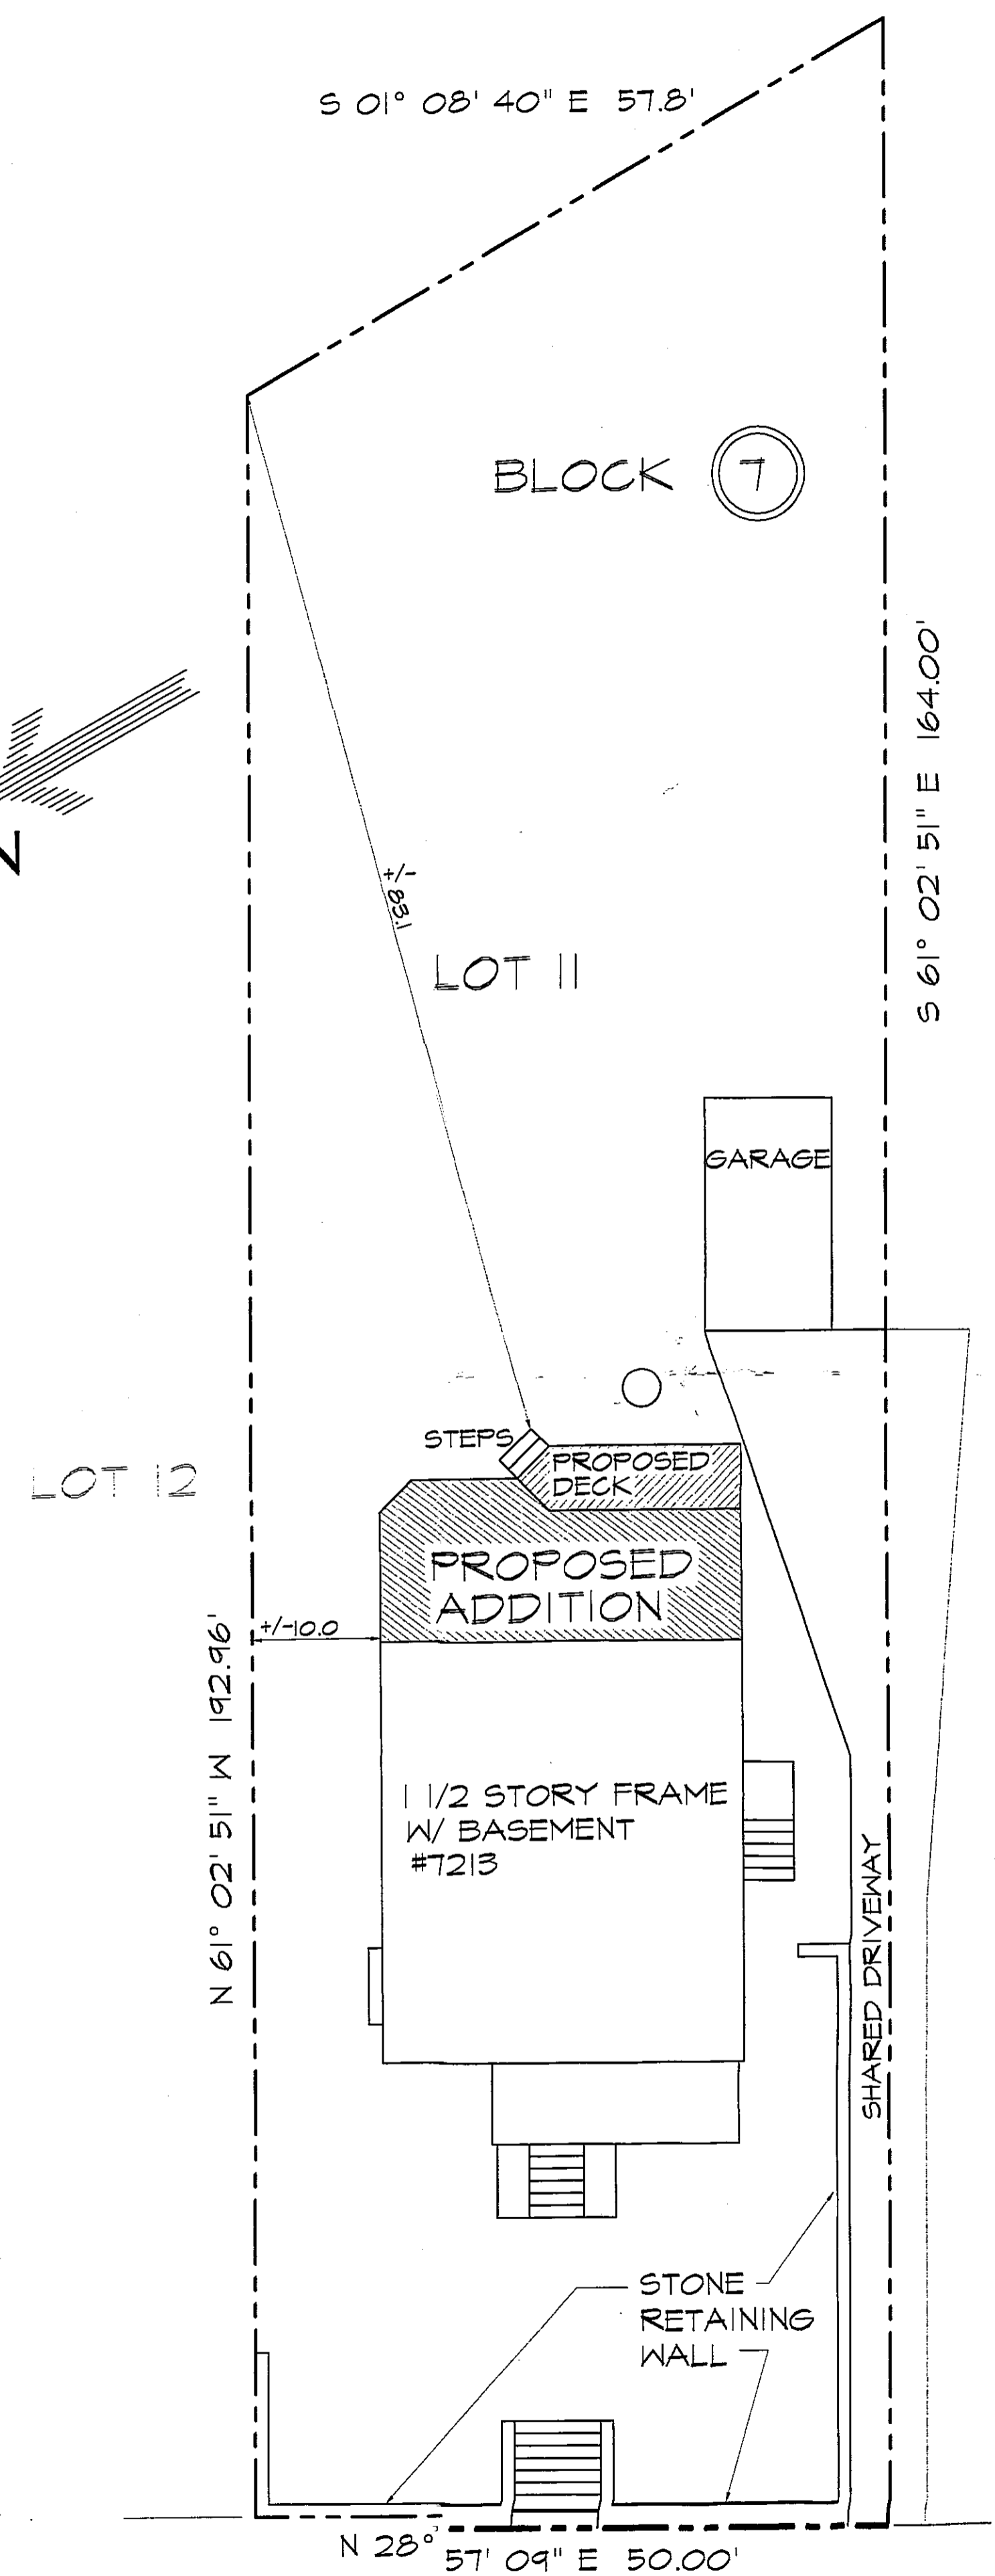 S 01° 08' 40" E 57.8'
BLOCK 7
S 61° 02' 51" E 164.00'
N
+/-
83.1
LOT 11
GARAGE
STEPS
PROPOSED
DECK
LOT 12
PROPOSED
ADDITION
+/-10.0
N 61° 02' 51" W 192.96'
1 1/2 STORY FRAME
W/ BASEMENT
#7213
SHARED DRIVEWAY
STONE
RETAINING
WALL
N 28° 57' 09" E 50.00'